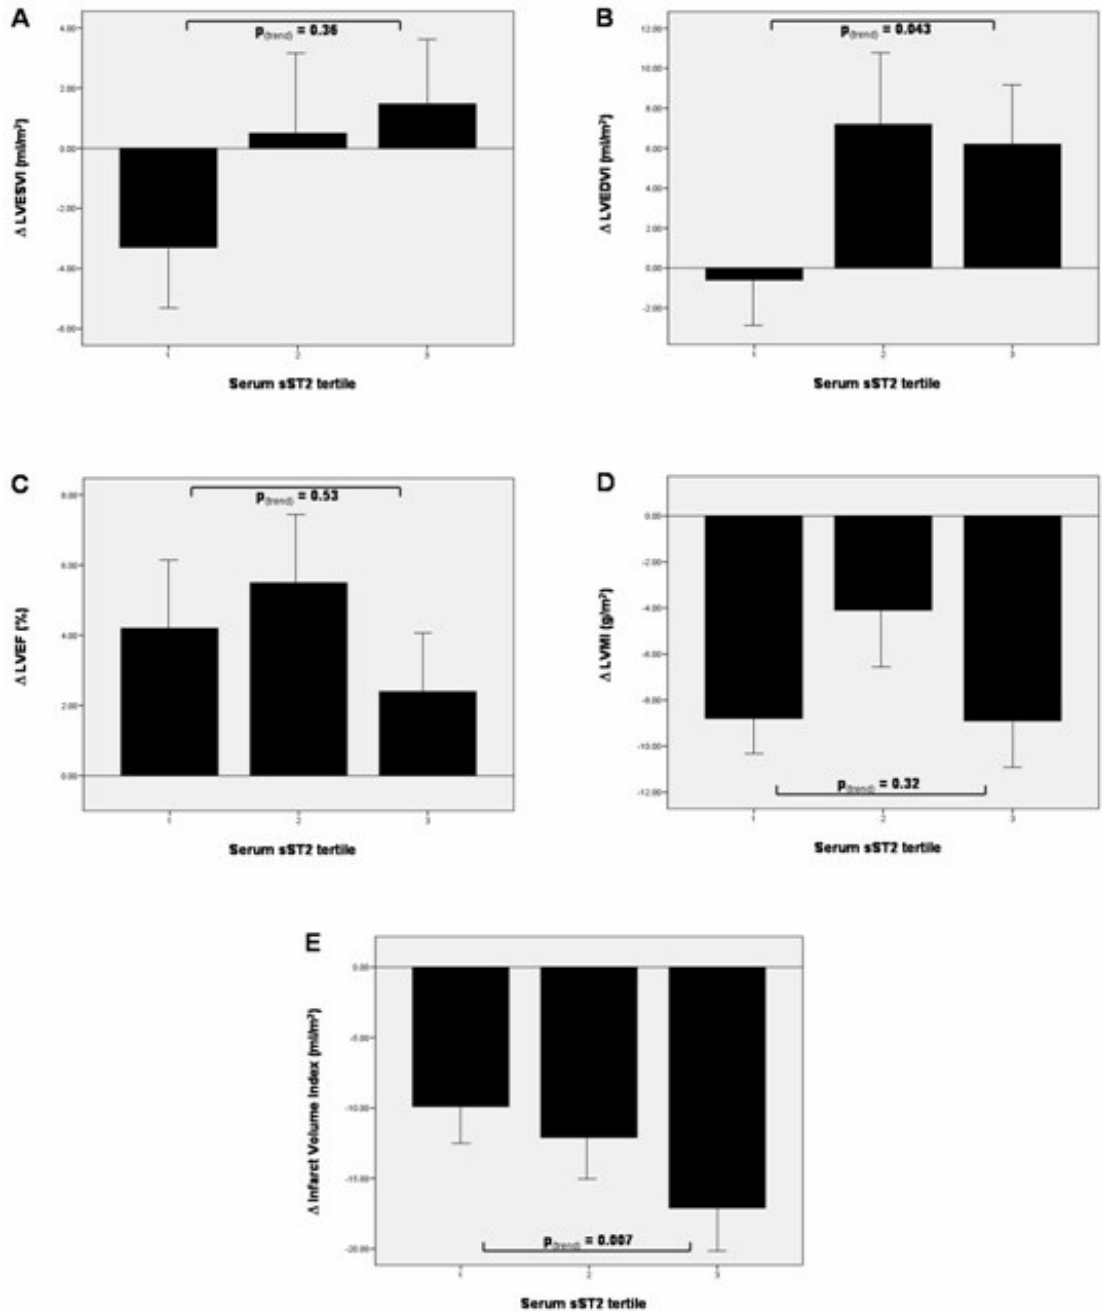 A
p(trend) = 0.36
4.00
2.00
0.00
-2.00
-4.00
-6.00
Δ LVESVI (ml/m²)
1 2 3
Serum sST2 tertile
B
p(trend) = 0.043
12.00
10.00
8.00
6.00
4.00
2.00
0.00
-2.00
Δ LVEDVI (ml/m²)
1 2 3
Serum sST2 tertile
C
p(trend) = 0.53
8.00
6.00
4.00
2.00
0.00
Δ LVEF (%)
1 2 3
Serum sST2 tertile
D
0.00
-2.00
-4.00
-6.00
-8.00
-10.00
-12.00
Δ LVMI (g/m²)
p(trend) = 0.32
1 2 3
Serum sST2 tertile
E
0.00
-5.00
-10.00
-15.00
-20.00
Δ Infarct Volume Index (ml/m²)
p(trend) = 0.007
1 2 3
Serum sST2 tertile